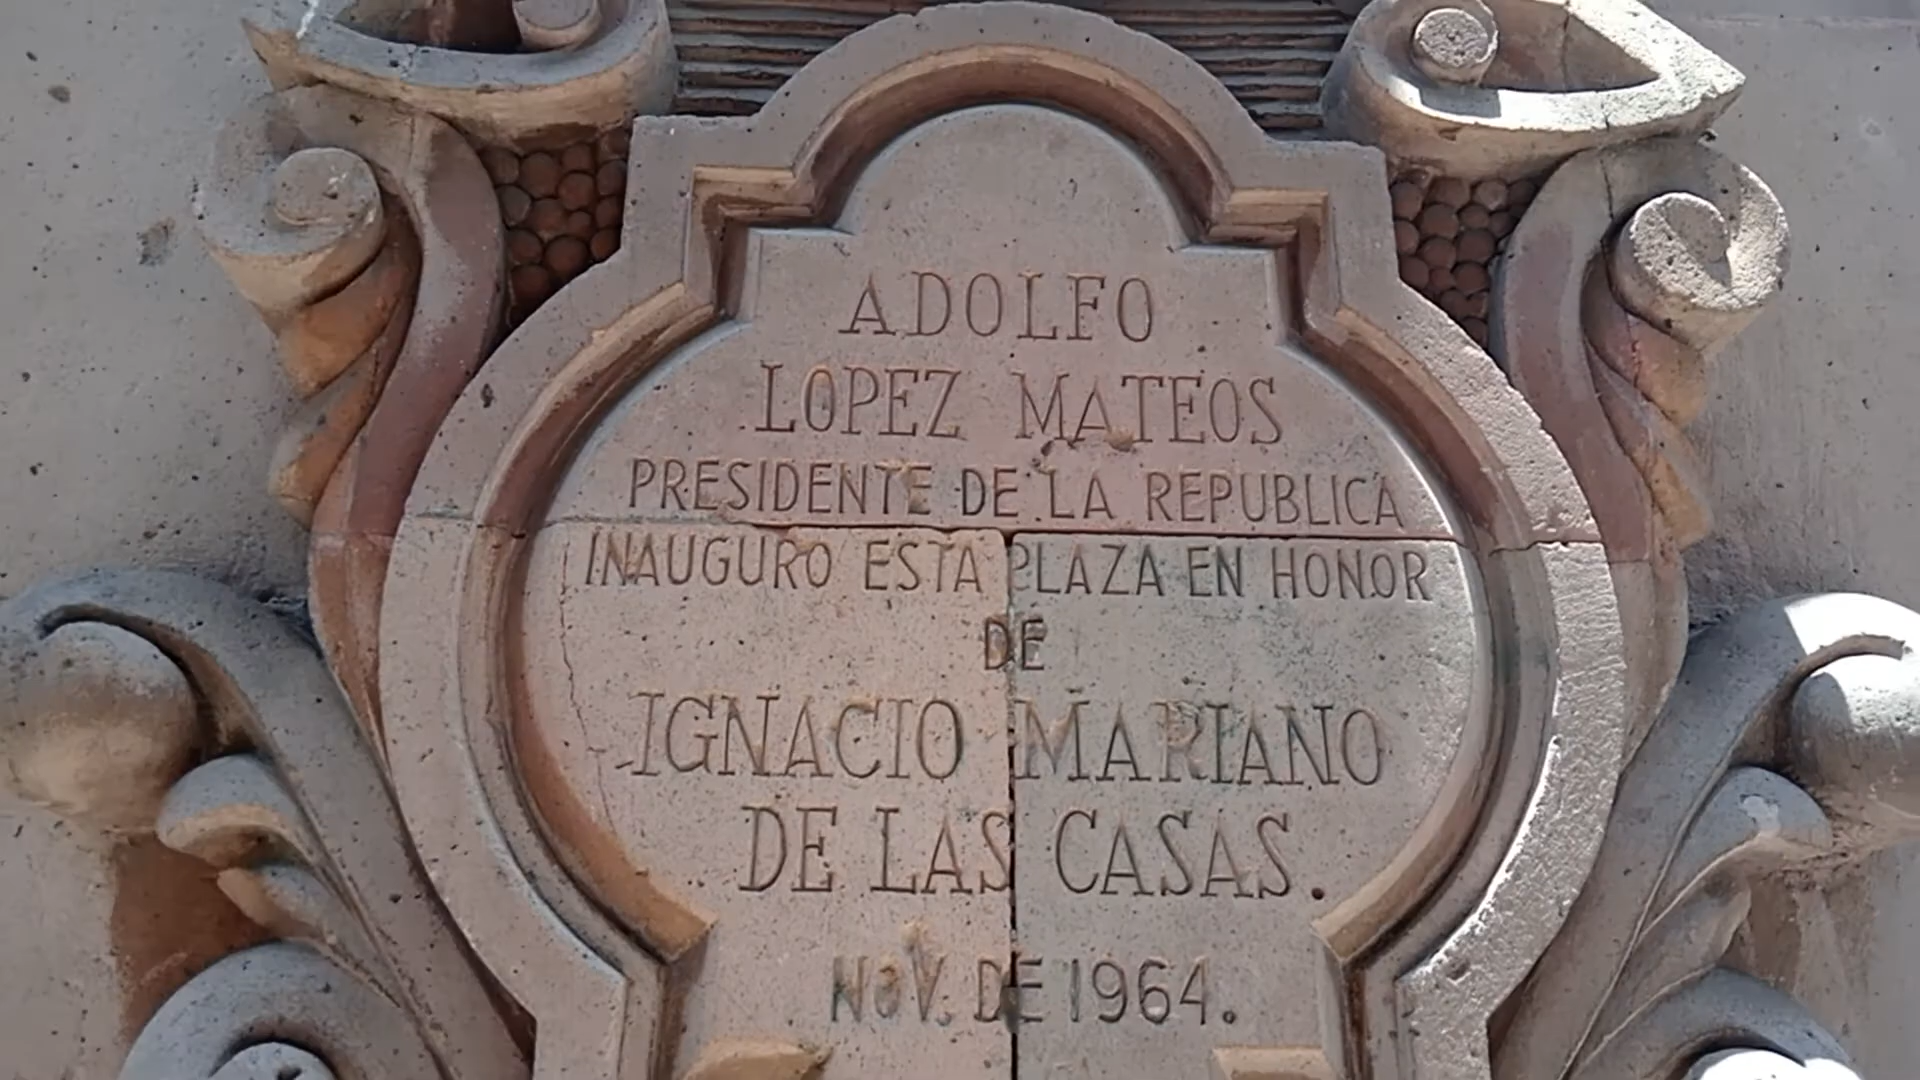 ADOLFO
LOPEZ MATEOS
PRESIDENTE DE LA REPUBLICA
INAUGURO ESTA PLAZA EN HONOR
DE
IGNACIO MARIANO
DE LAS CASAS.
NOV. DE 1964.